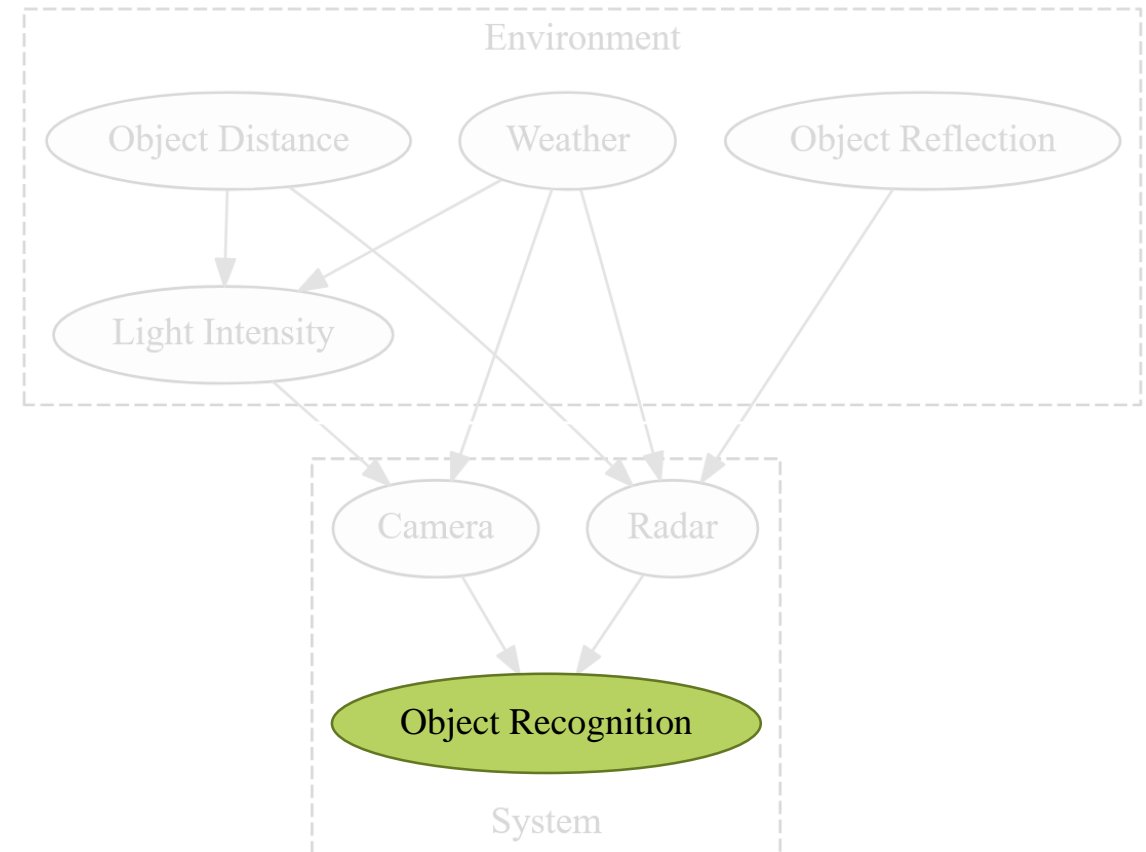 Environment
Object Distance
Weather
Object Reflection
Light Intensity
Camera
Radar
Object Recognition
System